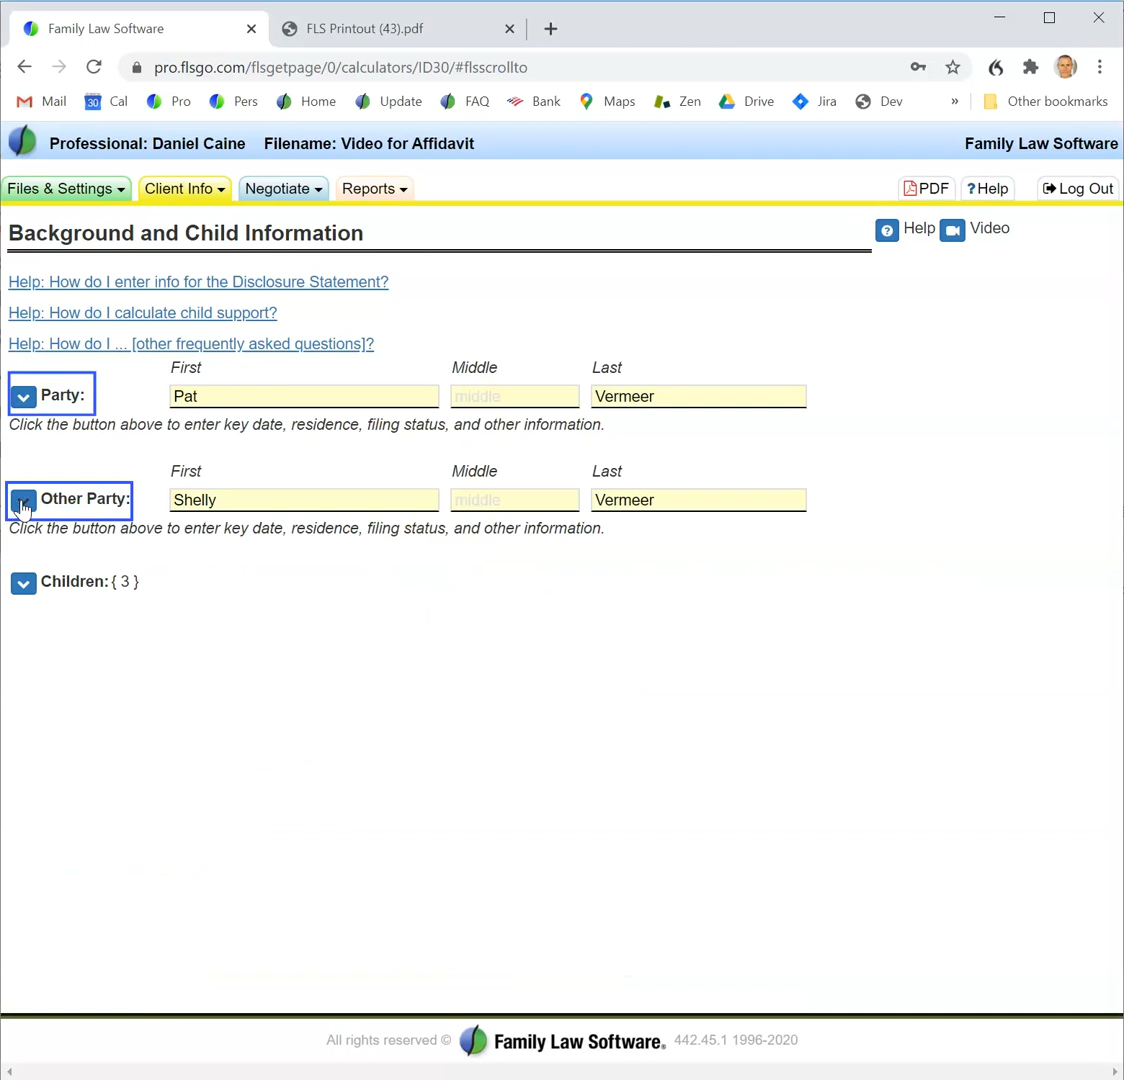 Family Law Software
FLS Printout (43).pdf
pro.flsgo.com/flsgetpage/0/calculators/ID30/#flsscrollto
Mail 30 Cal Pro Pers Home Update FAQ Bank Maps Zen Drive Jira Dev » Other bookmarks
Professional: Daniel Caine Filename: Video for Affidavit Family Law Software
Files & Settings Client Info Negotiate Reports PDF ?Help Log Out
Background and Child Information ? Help Video
Help: How do I enter info for the Disclosure Statement?
Help: How do I calculate child support?
Help: How do I ... [other frequently asked questions]?
First Middle Last
Party: Pat middle Vermeer
Click the button above to enter key date, residence, filing status, and other information.
First Middle Last
Other Party: Shelly middle Vermeer
Click the button above to enter key date, residence, filing status, and other information.
Children: { 3 }
All rights reserved © Family Law Software® 442.45.1 1996-2020